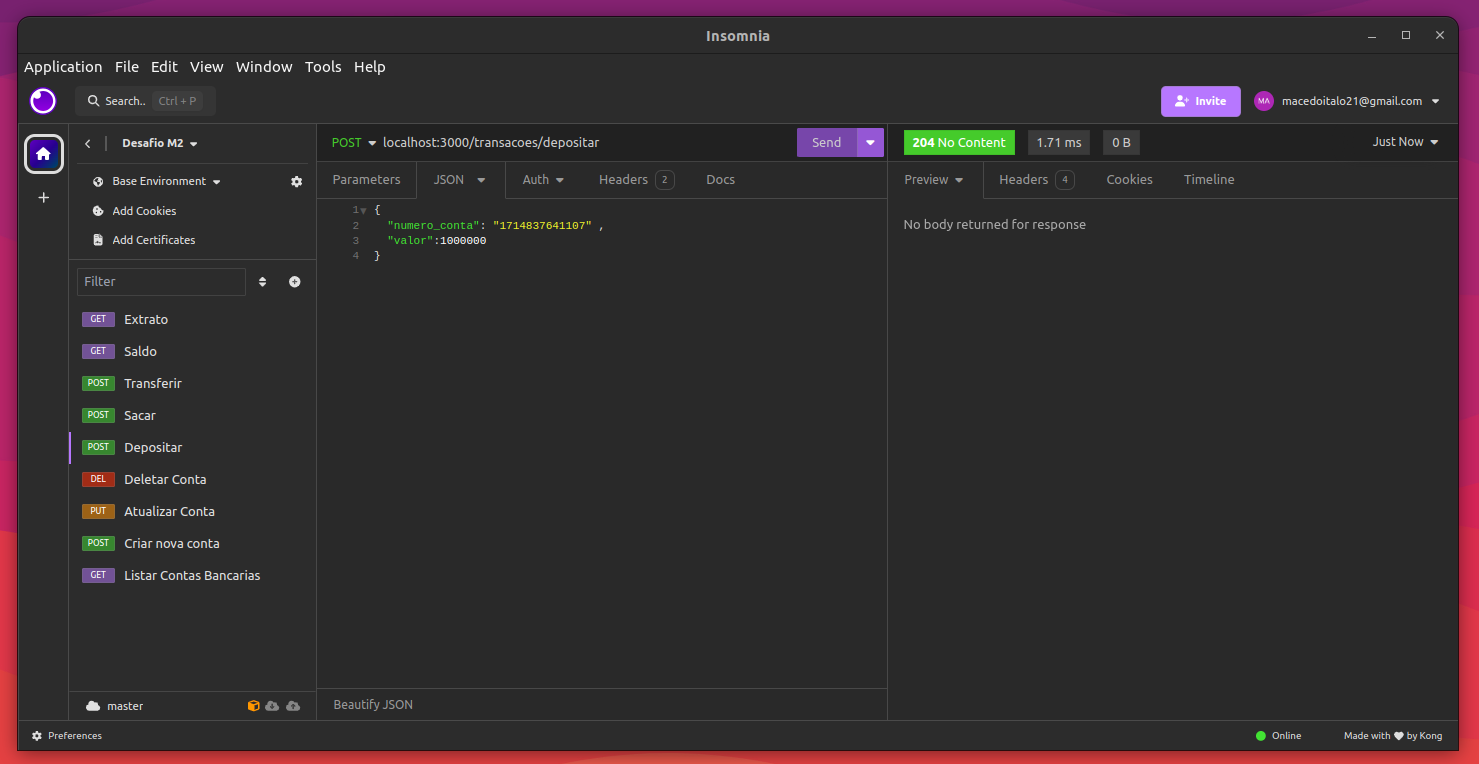 Insomnia
Application File Edit View Window Tools Help
Search.. Ctrl + P
Invite
MA
macedoitalo21@gmail.com
Desafio M2
Base Environment
Add Cookies
Add Certificates
Filter
GET Extrato
GET Saldo
POST Transferir
POST Sacar
POST Depositar
DEL Deletar Conta
PUT Atualizar Conta
POST Criar nova conta
GET Listar Contas Bancarias
master
POST localhost:3000/transacoes/depositar Send
Parameters JSON Auth Headers 2 Docs
1 {
2 "numero_conta": "1714837641107" ,
3 "valor":1000000
4 }
Beautify JSON
204 No Content 1.71 ms 0 B Just Now
Preview Headers 4 Cookies Timeline
No body returned for response
Preferences
Online
Made with by Kong